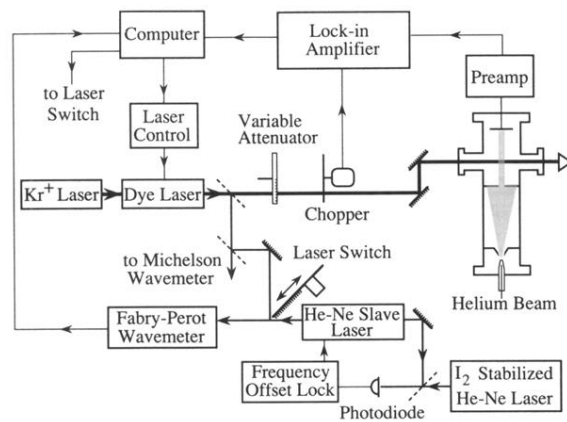 Computer
Lock-in
Amplifier
Preamp
to Laser
Switch
Laser
Control
Variable
Attenuator
Kr+ Laser
Dye Laser
Chopper
to Michelson
Wavemeter
Laser Switch
Helium Beam
Fabry-Perot
Wavemeter
He-Ne Slave
Laser
Frequency
Offset Lock
Photodiode
I2 Stabilized
He-Ne Laser